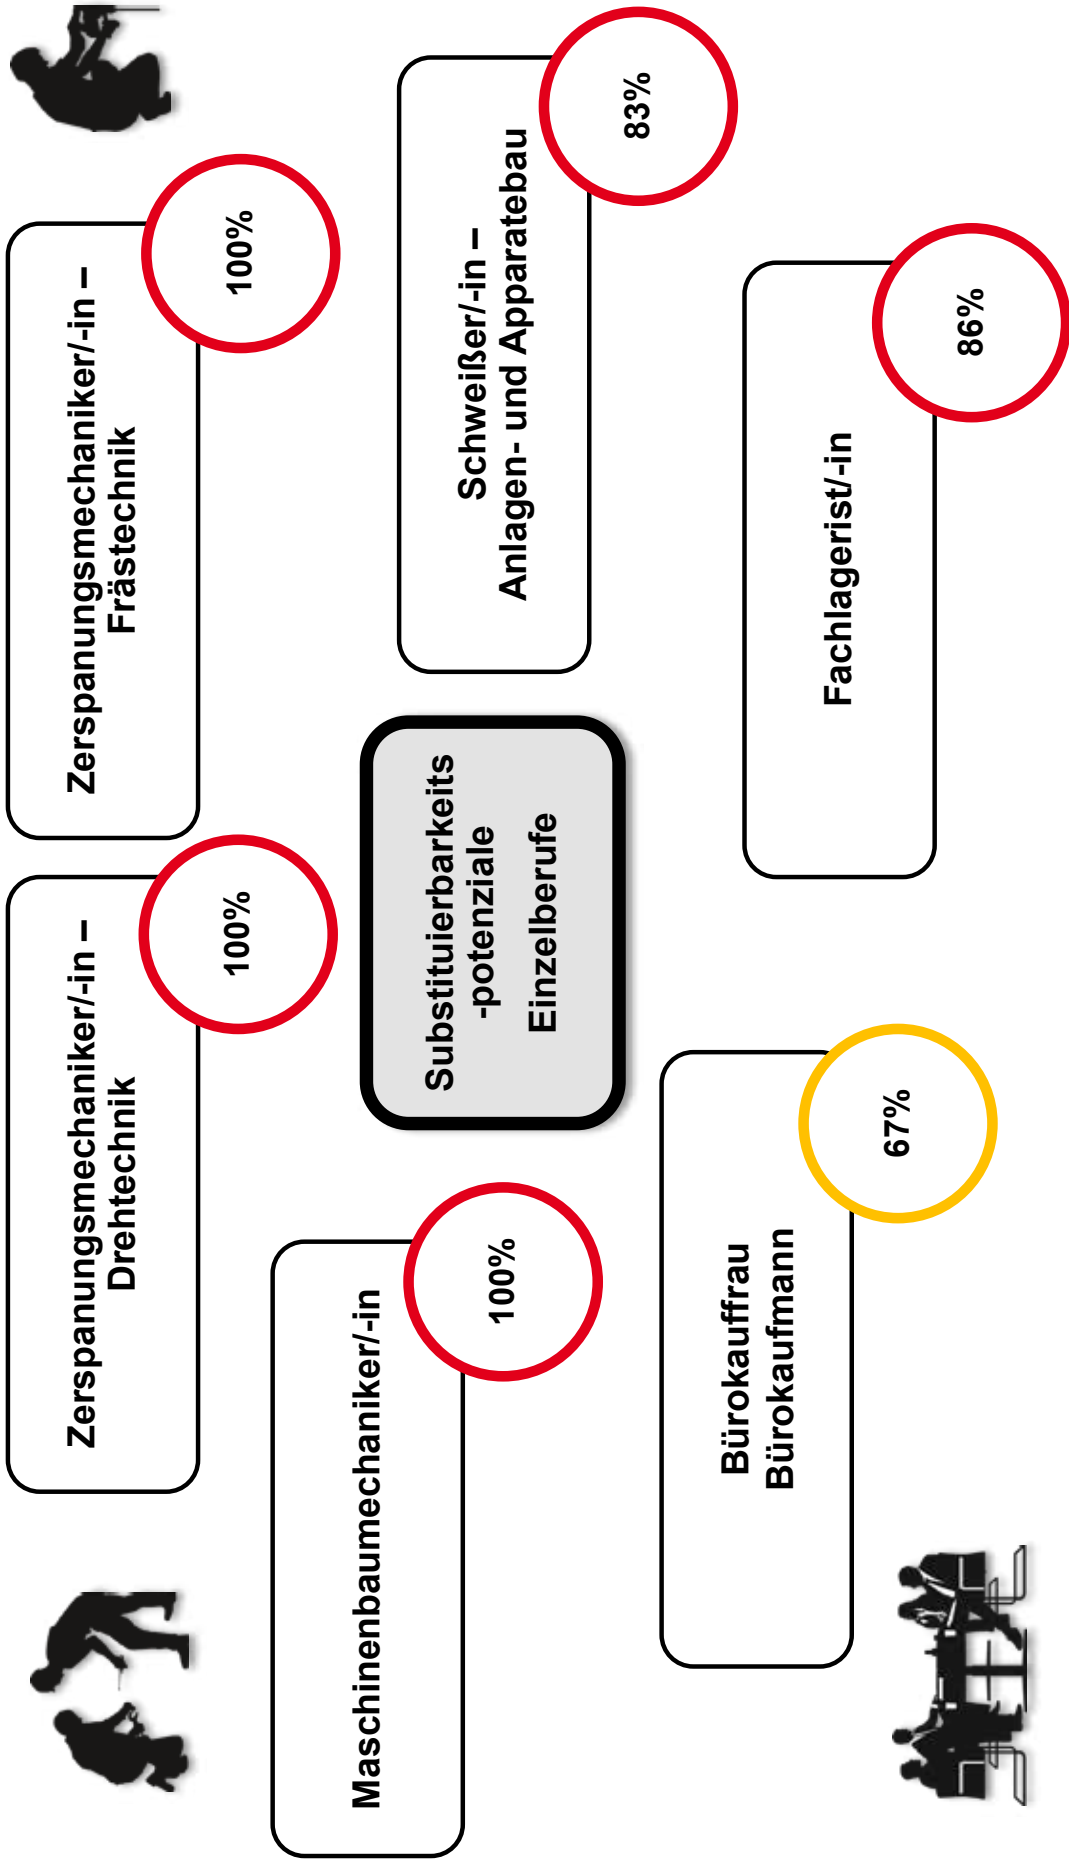 Zerspanungsmechaniker/-in –
Drehtechnik
100%
Zerspanungsmechaniker/-in –
Frästechnik
100%
Maschinenbaumechaniker/-in
100%
Substituierbarkeits
-potenziale
Einzelberufe
Schweißer/-in –
Anlagen- und Apparatebau
83%
Bürokauffrau
Bürokaufmann
67%
Fachlagerist/-in
86%